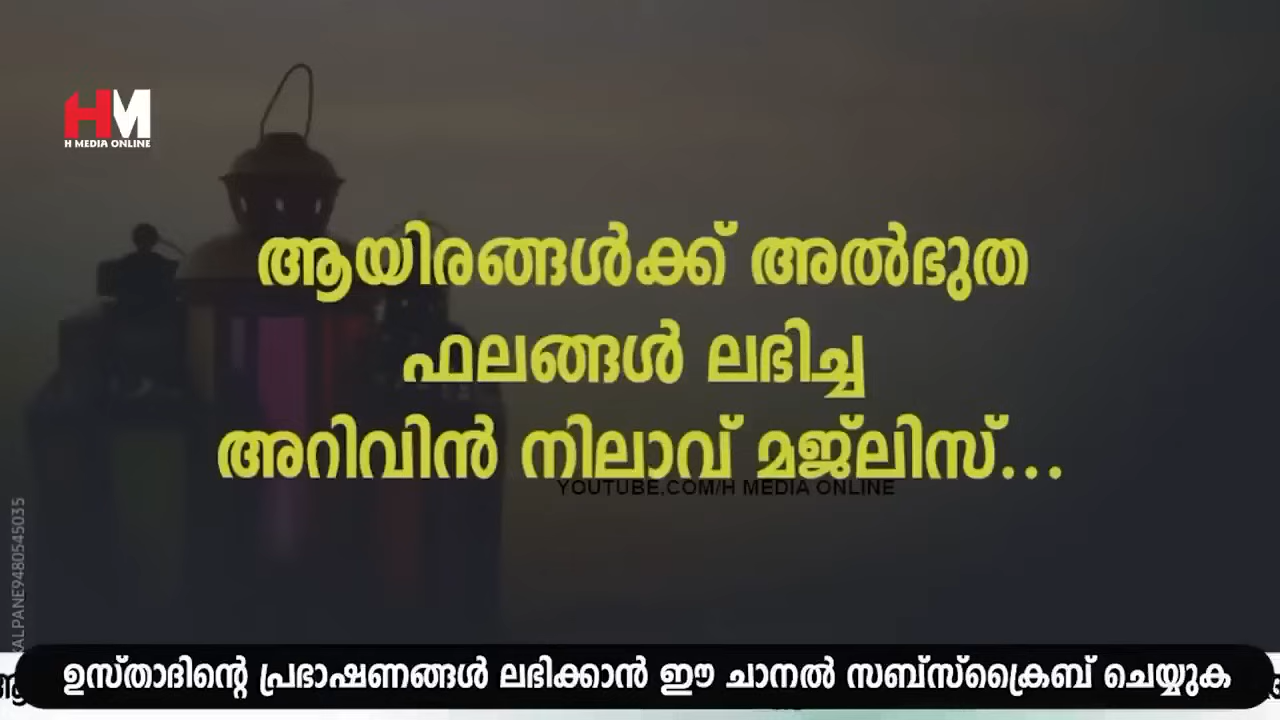 HM
H MEDIA ONLINE
ആയിരങ്ങൾക്ക് അൽഭുത
ഫലങ്ങൾ ലഭിച്ച
അറിവിൻ നിലാവ് മജ്‌ലിസ്...
YOUTUBE.COM/H MEDIA ONLINE
KALPANE9480545035
ഉസ്താദിന്റെ പ്രഭാഷണങ്ങൾ ലഭിക്കാൻ ഈ ചാനൽ സബ്സ്ക്രൈബ് ചെയ്യുക